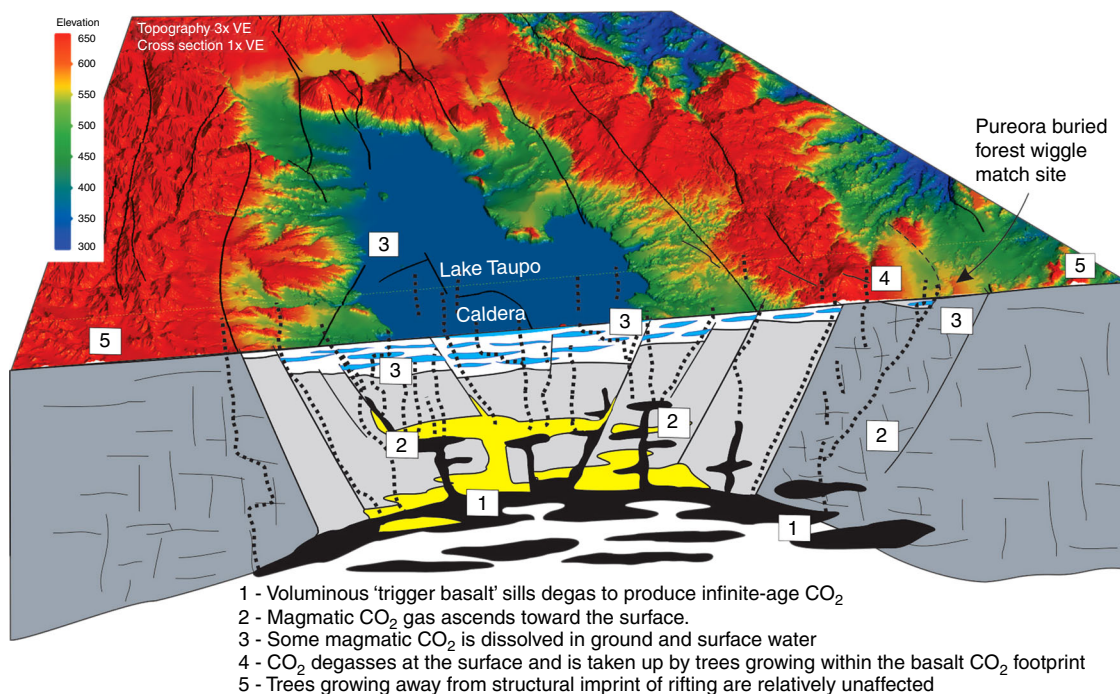 Elevation
650
600
550
500
450
400
350
300
Topography 3x VE
Cross section 1x VE
Pureora buried
forest wiggle
match site
3
Lake Taupo
4
5
Caldera
3
3
5
3
2
2
2
1
1
1 - Voluminous ‘trigger basalt’ sills degas to produce infinite-age CO₂
2 - Magmatic CO₂ gas ascends toward the surface.
3 - Some magmatic CO₂ is dissolved in ground and surface water
4 - CO₂ degasses at the surface and is taken up by trees growing within the basalt CO₂ footprint
5 - Trees growing away from structural imprint of rifting are relatively unaffected